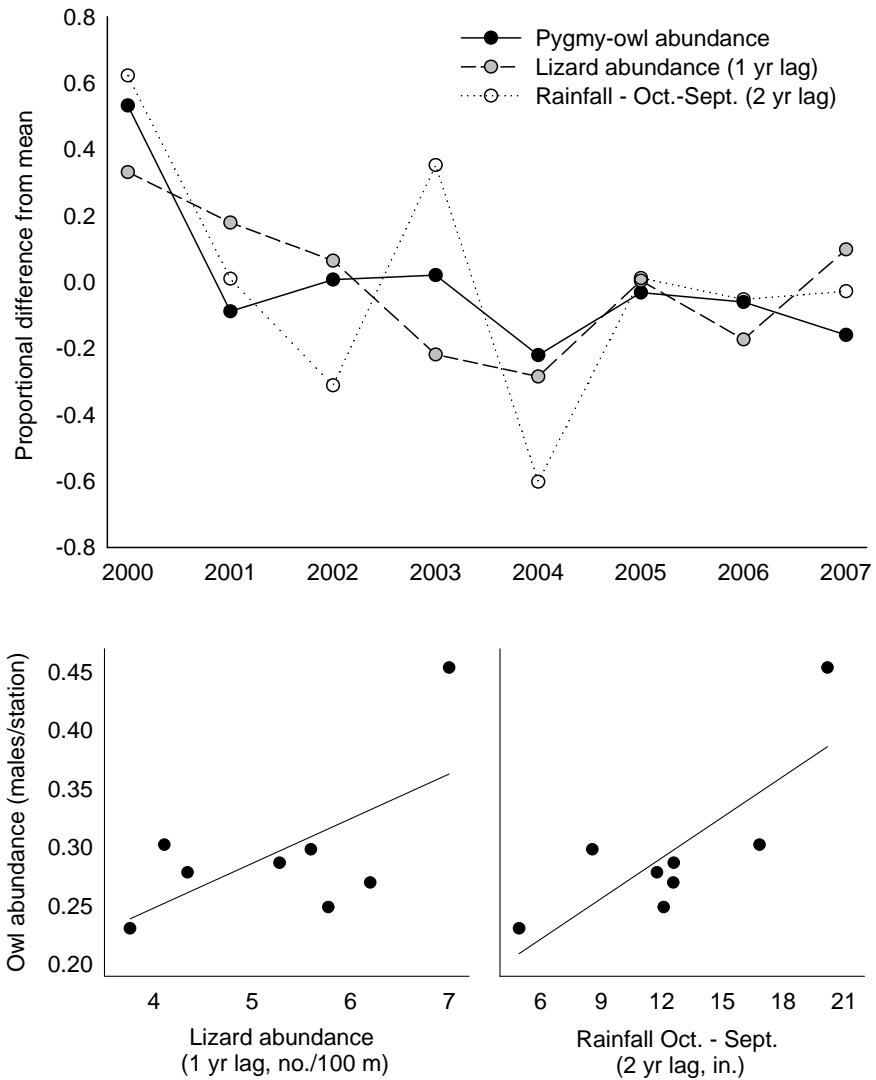 0.8
0.6
0.4
0.2
0.0
-0.2
-0.4
-0.6
-0.8
Proportional difference from mean
Pygmy-owl abundance
Lizard abundance (1 yr lag)
Rainfall - Oct.-Sept. (2 yr lag)
2000 2001 2002 2003 2004 2005 2006 2007
Owl abundance (males/station)
0.45
0.40
0.35
0.30
0.25
0.20
4 5 6 7
Lizard abundance
(1 yr lag, no./100 m)
6 9 12 15 18 21
Rainfall Oct. - Sept.
(2 yr lag, in.)